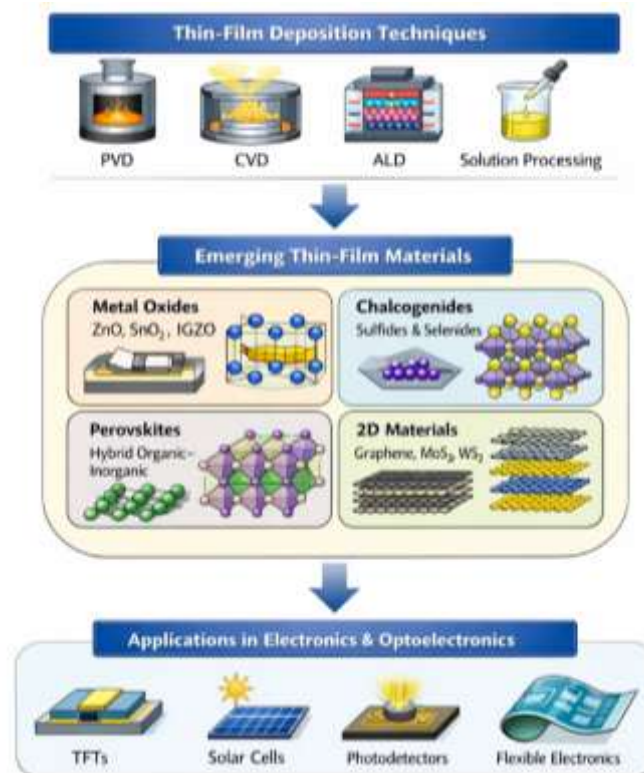 Thin-Film Deposition Techniques
PVD
CVD
ALD
Solution Processing
Emerging Thin-Film Materials
Metal Oxides
ZnO, SnO₂, IGZO
Chalcogenides
Sulfides & Selenides
Perovskites
Hybrid Organic-
Inorganic
2D Materials
Graphene, MoS₂, WS₂
Applications in Electronics & Optoelectronics
TFTs
Solar Cells
Photodetectors
Flexible Electronics